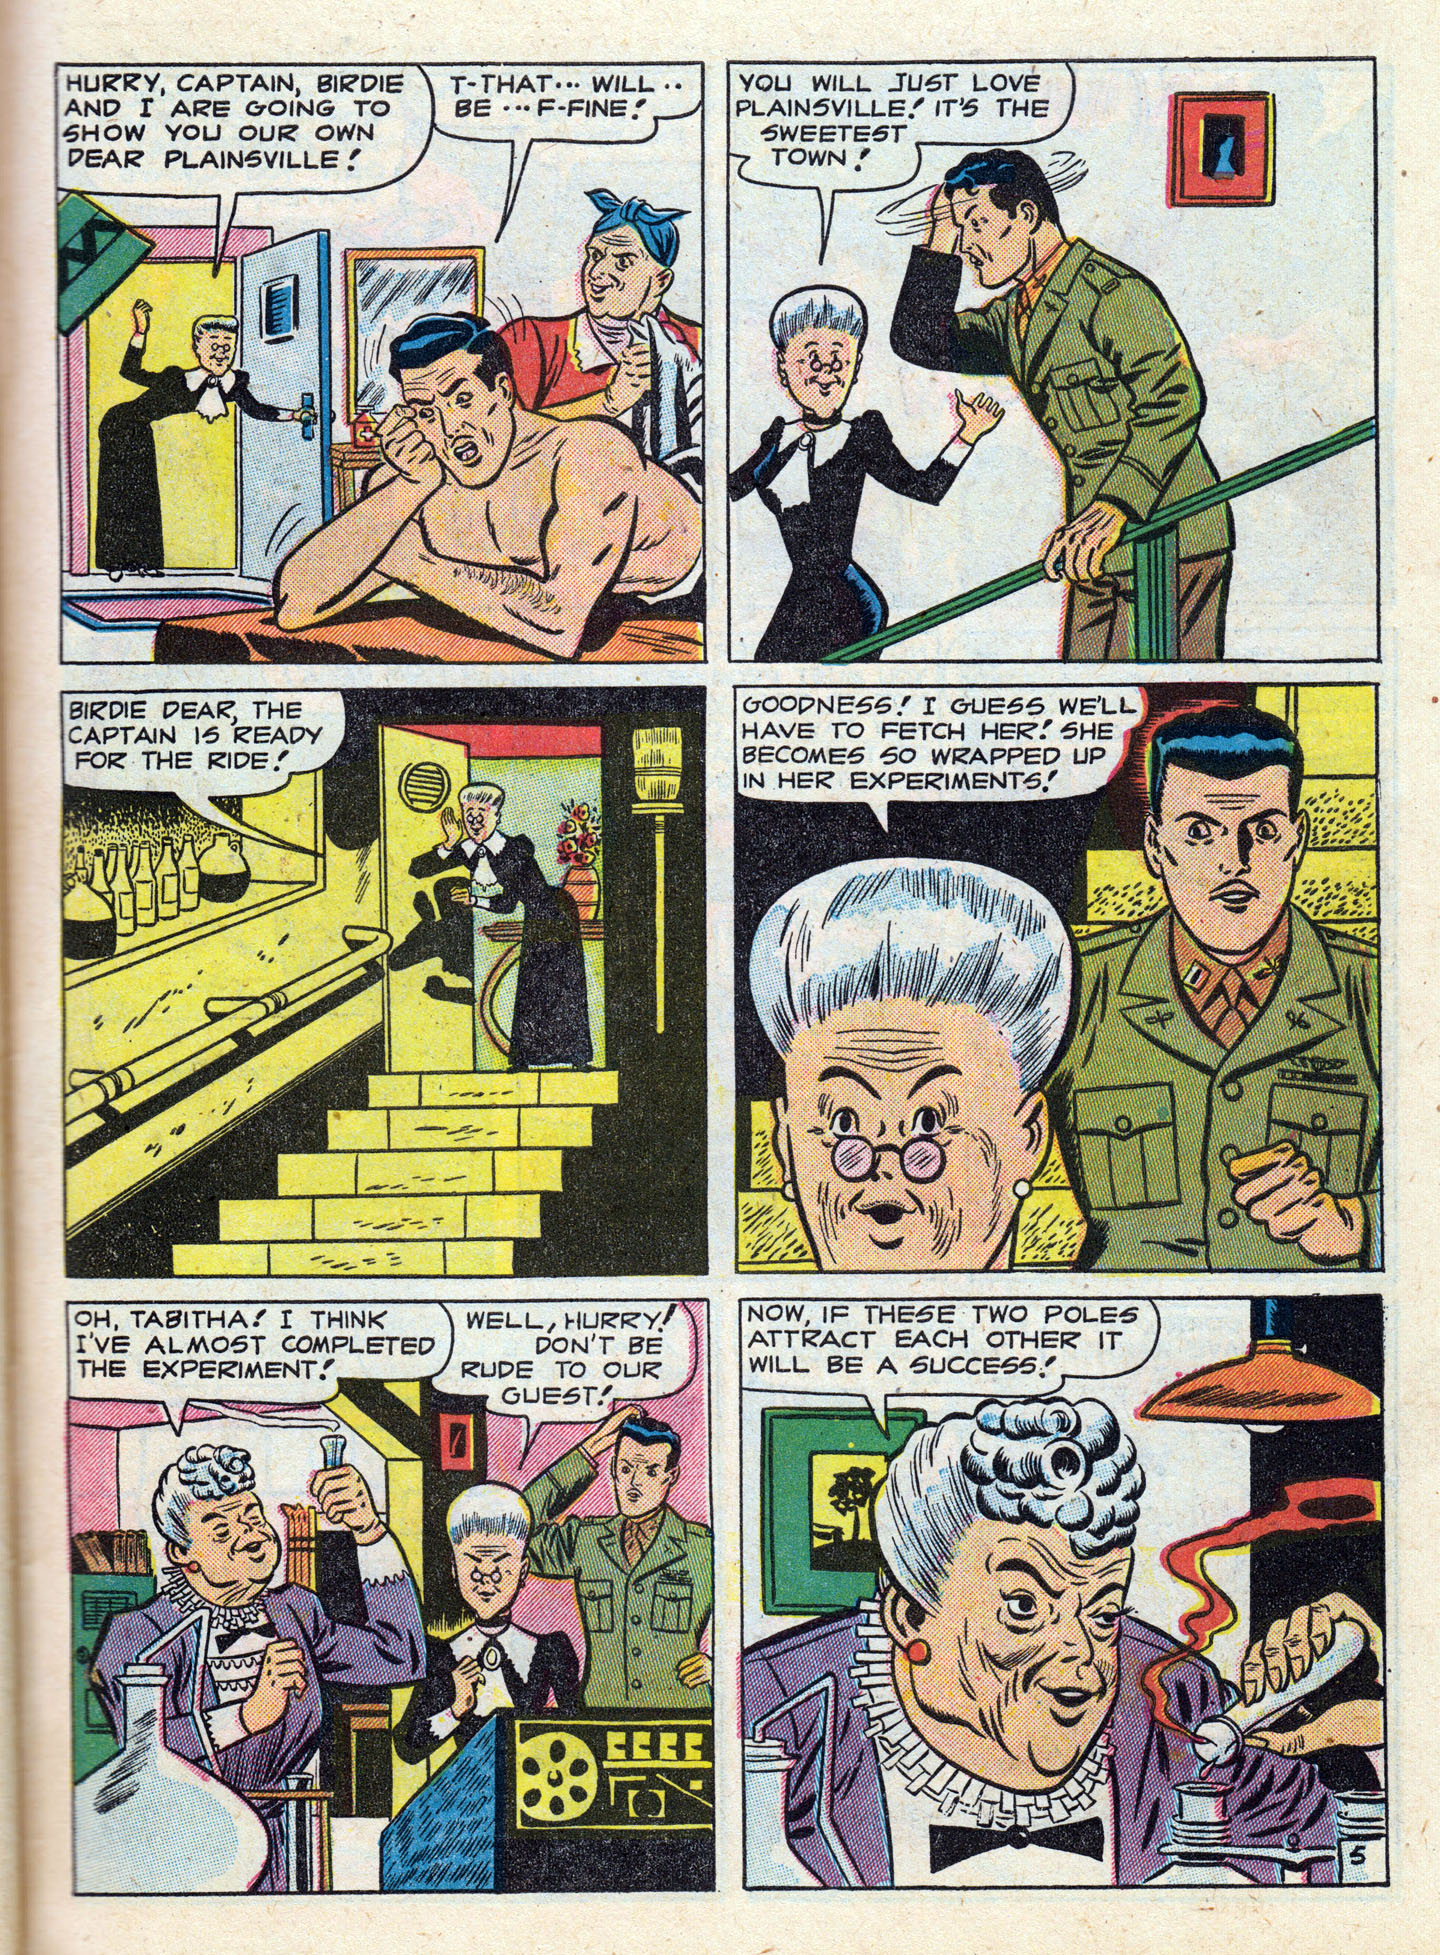 HURRY, CAPTAIN, BIRDIE
AND I ARE GOING TO
SHOW YOU OUR OWN
DEAR PLAINSVILLE!
T-THAT... WILL..
BE ... F-FINE!
YOU WILL JUST LOVE
PLAINSVILLE! IT'S THE
SWEETEST
TOWN!
BIRDIE DEAR, THE
CAPTAIN IS READY
FOR THE RIDE!
GOODNESS! I GUESS WE'LL
HAVE TO FETCH HER! SHE
BECOMES SO WRAPPED UP
IN HER EXPERIMENTS!
OH, TABITHA! I THINK
I'VE ALMOST COMPLETED
THE EXPERIMENT!
WELL, HURRY!
DON'T BE
RUDE TO OUR
GUEST!
NOW, IF THESE TWO POLES
ATTRACT EACH OTHER IT
WILL BE A SUCCESS!
5